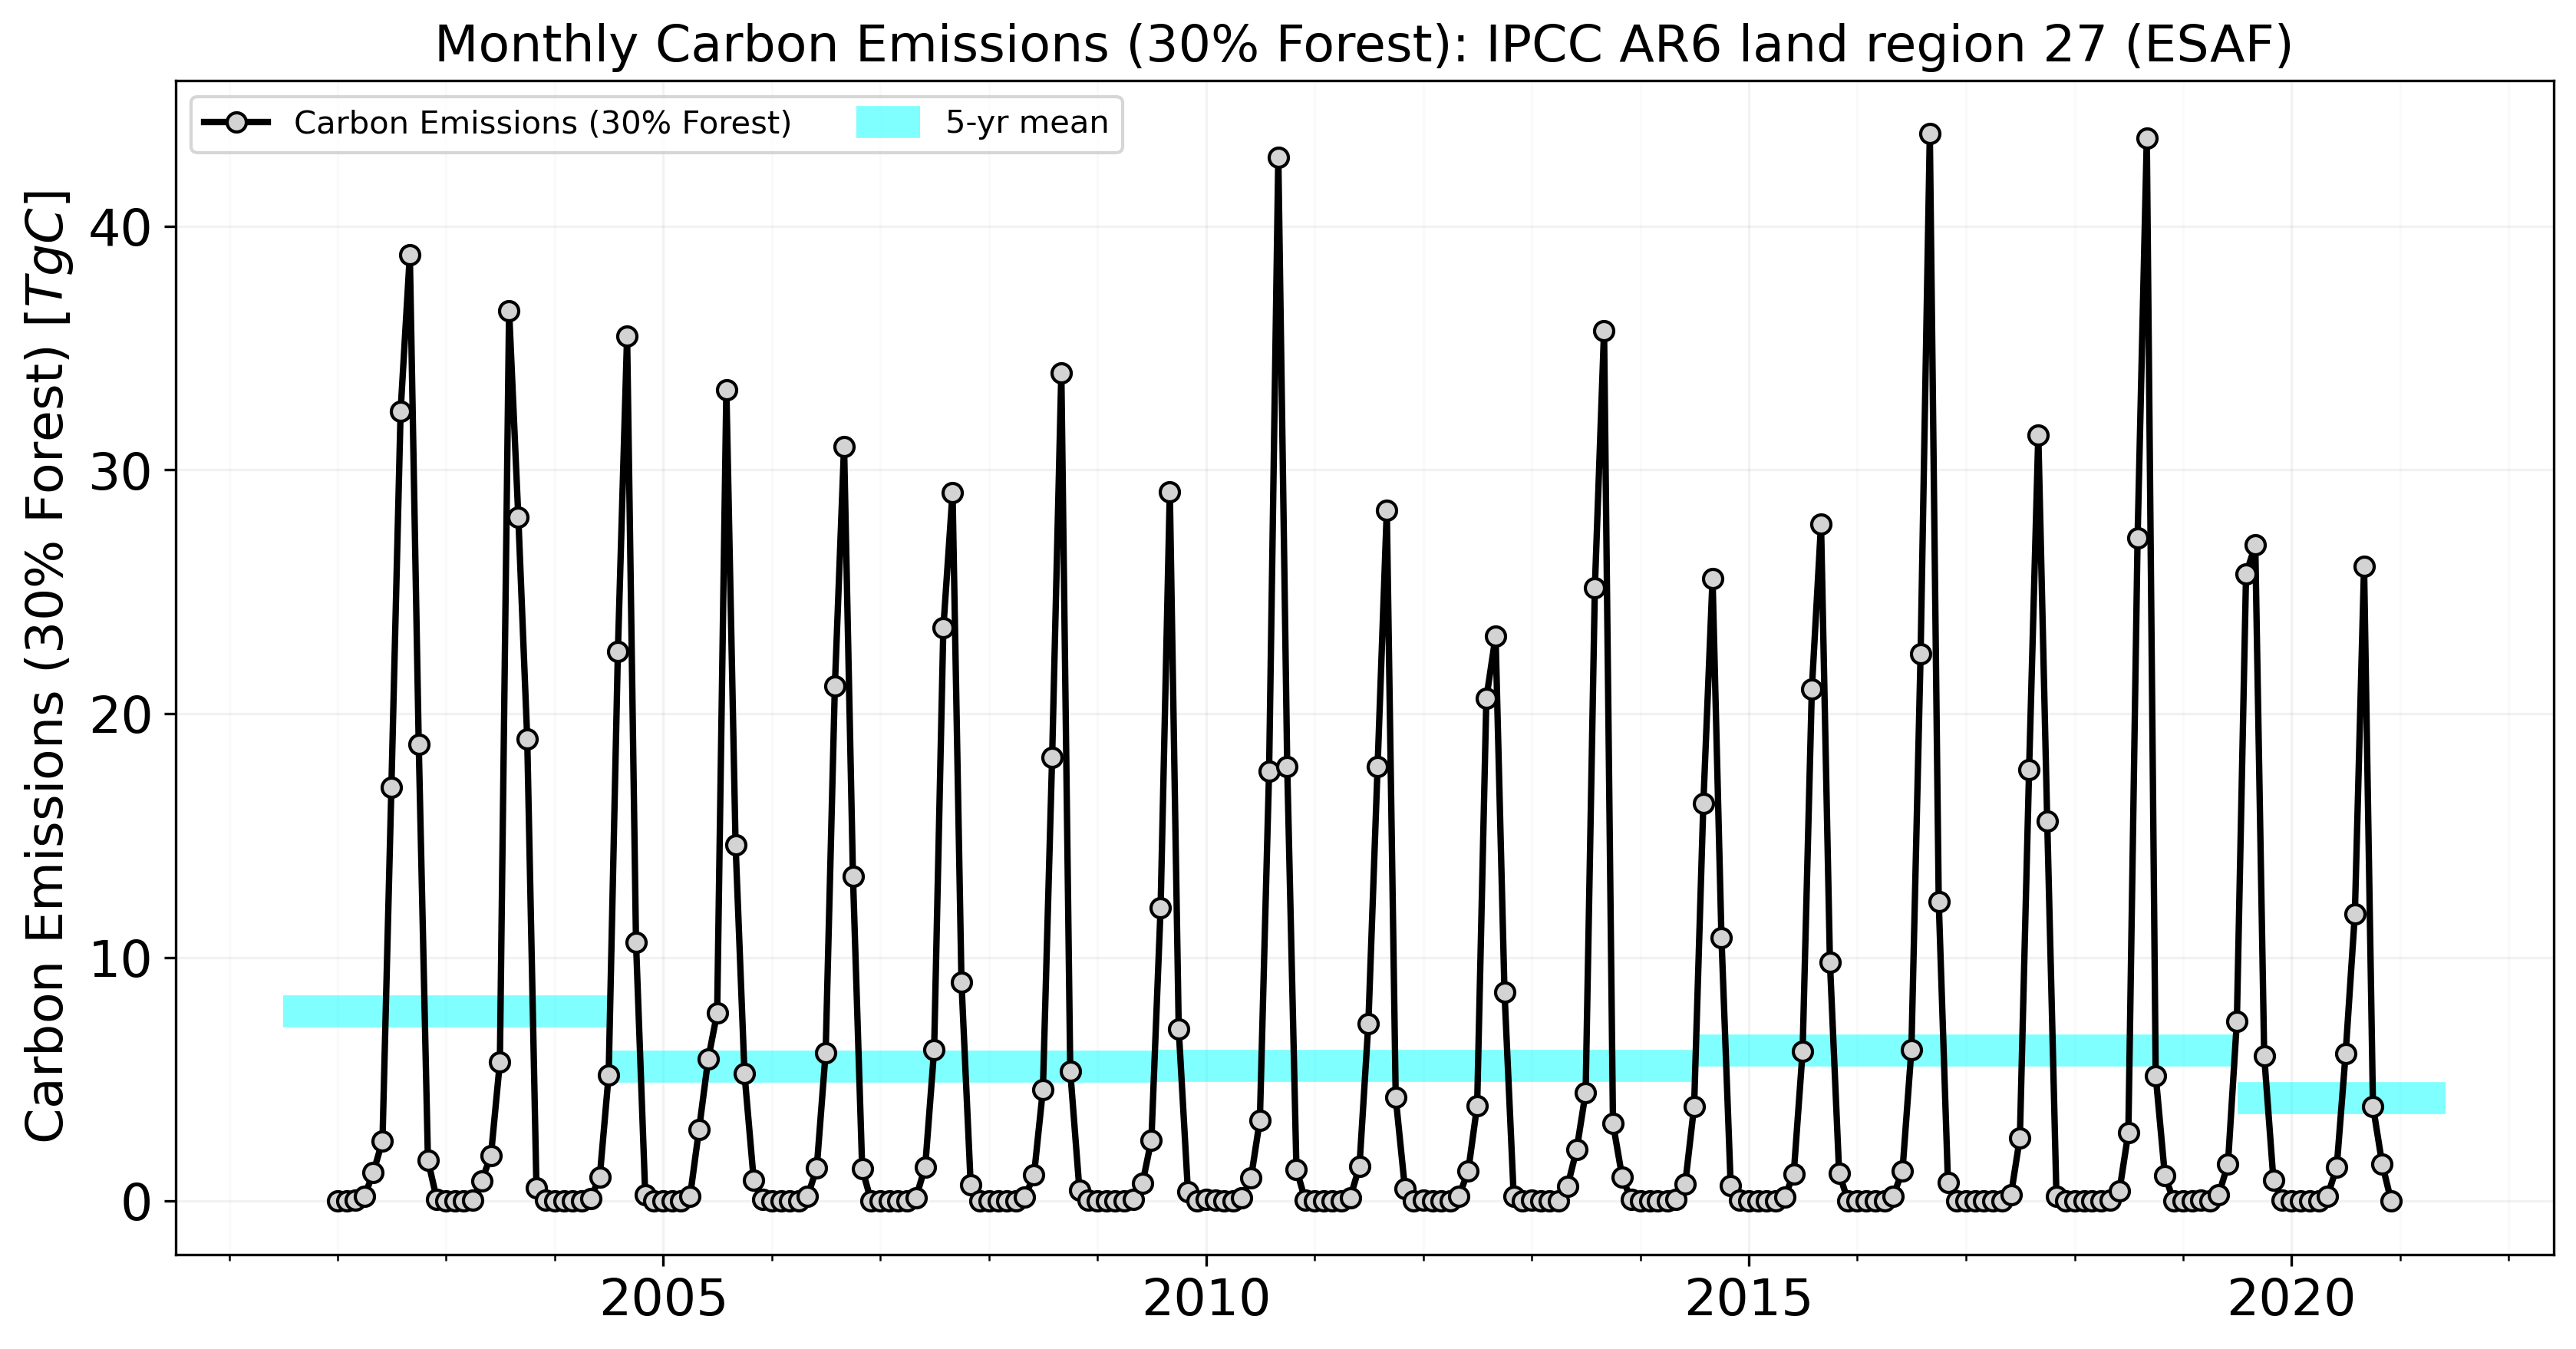 Monthly Carbon Emissions (30% Forest): IPCC AR6 land region 27 (ESAF)
Carbon Emissions (30% Forest)
5-yr mean
Carbon Emissions (30% Forest) [TgC]
40
30
20
10
0
2005
2010
2015
2020